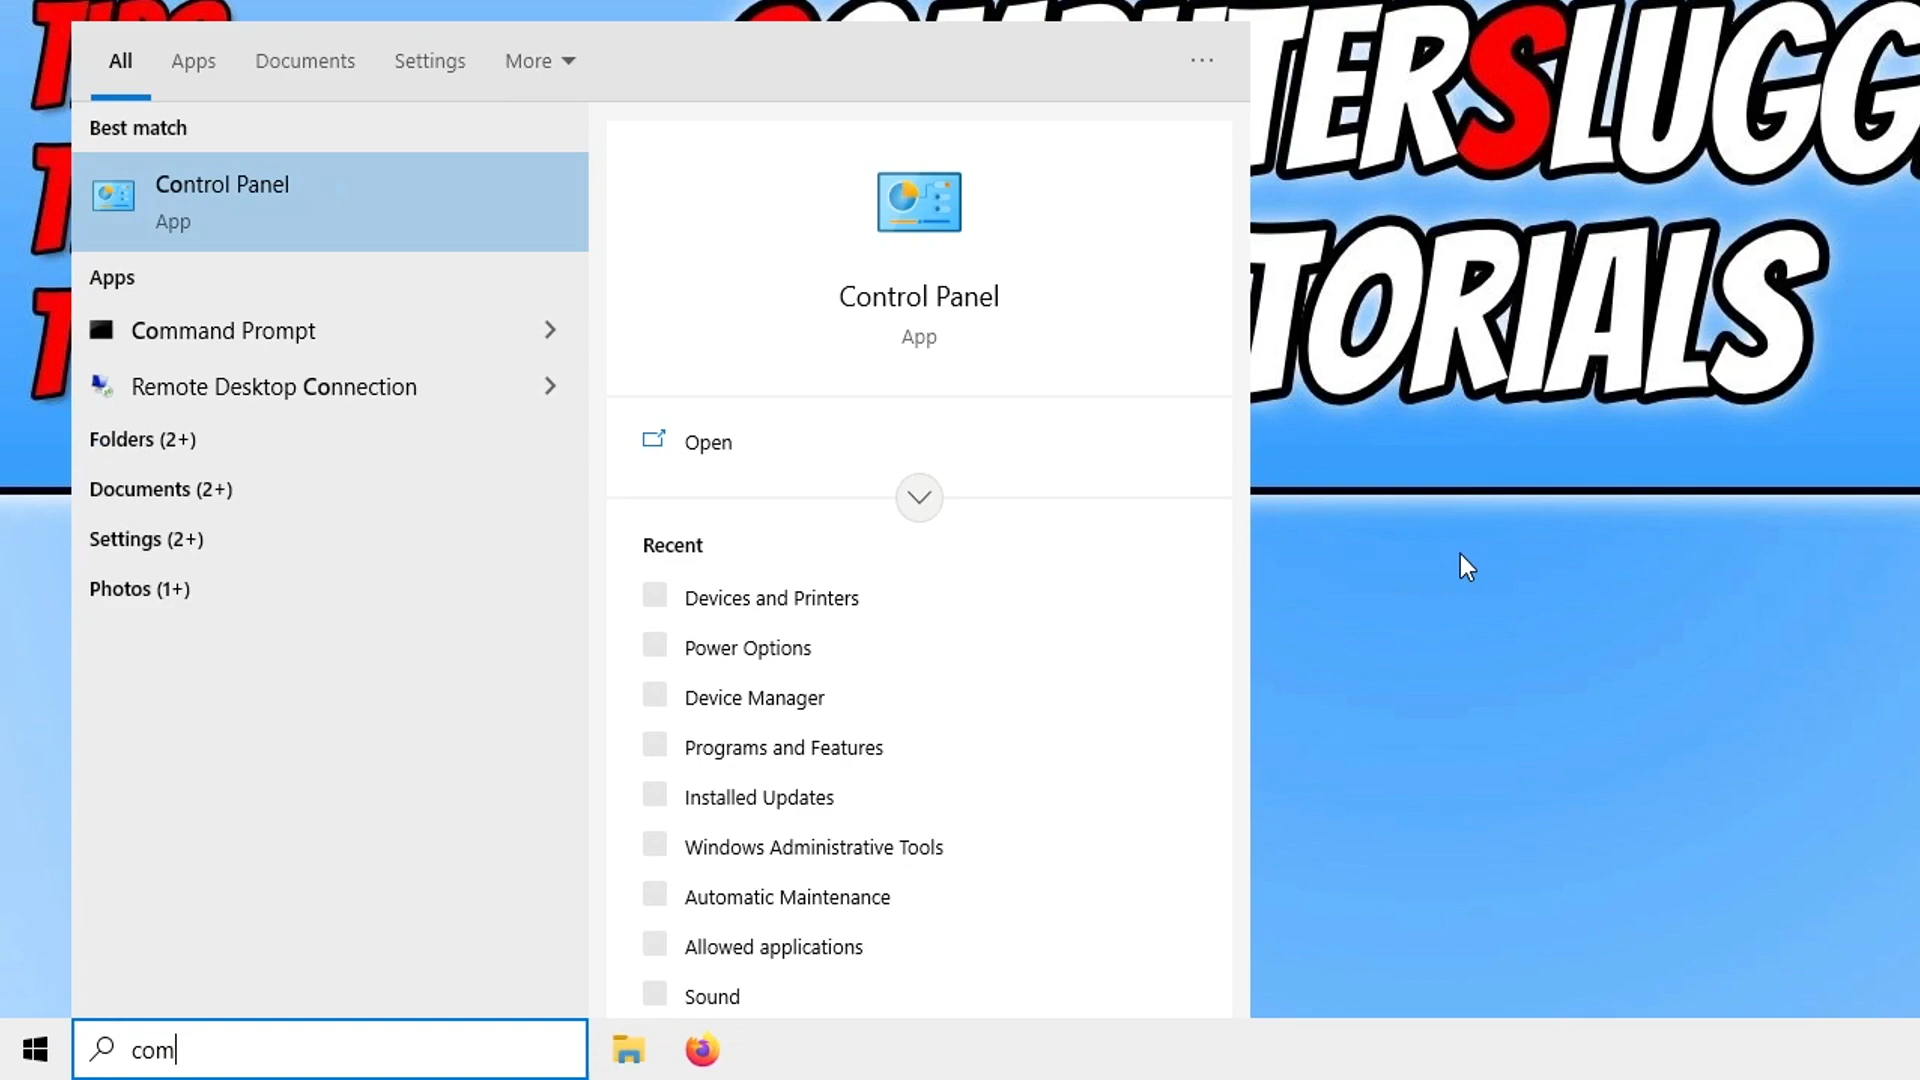 All Apps Documents Settings More ...
Best match
Control Panel
App
Apps
Command Prompt
Remote Desktop Connection
Folders (2+)
Documents (2+)
Settings (2+)
Photos (1+)
Control Panel
App
Open
Recent
Devices and Printers
Power Options
Device Manager
Programs and Features
Installed Updates
Windows Administrative Tools
Automatic Maintenance
Allowed applications
Sound
com
TERSLUGG
TORIALS